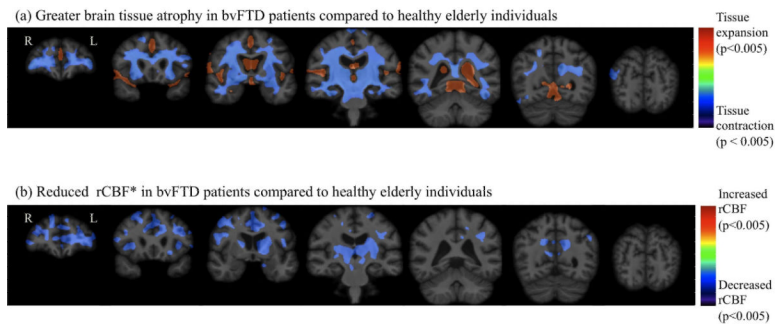 (a) Greater brain tissue atrophy in bvFTD patients compared to healthy elderly individuals
R L
Tissue
expansion
(p<0.005)
Tissue
contraction
(p < 0.005)
(b) Reduced rCBF* in bvFTD patients compared to healthy elderly individuals
R L
Increased
rCBF
(p<0.005)
Decreased
rCBF
(p<0.005)